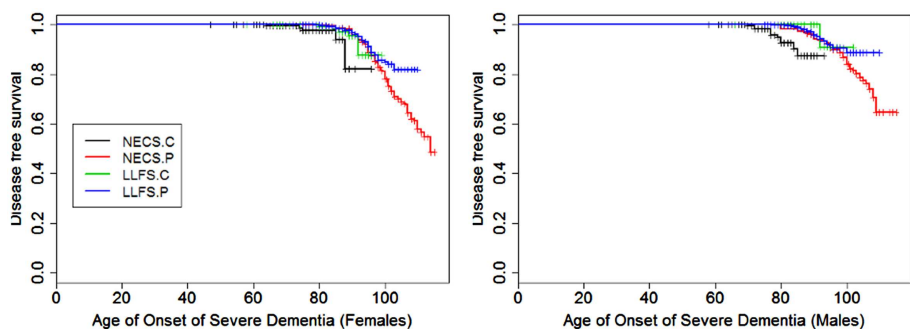 Disease free survival
0.0 0.2 0.4 0.6 0.8 1.0
NECS.C
NECS.P
LLFS.C
LLFS.P
0 20 40 60 80 100
Age of Onset of Severe Dementia (Females)
Disease free survival
0.0 0.2 0.4 0.6 0.8 1.0
0 20 40 60 80 100
Age of Onset of Severe Dementia (Males)